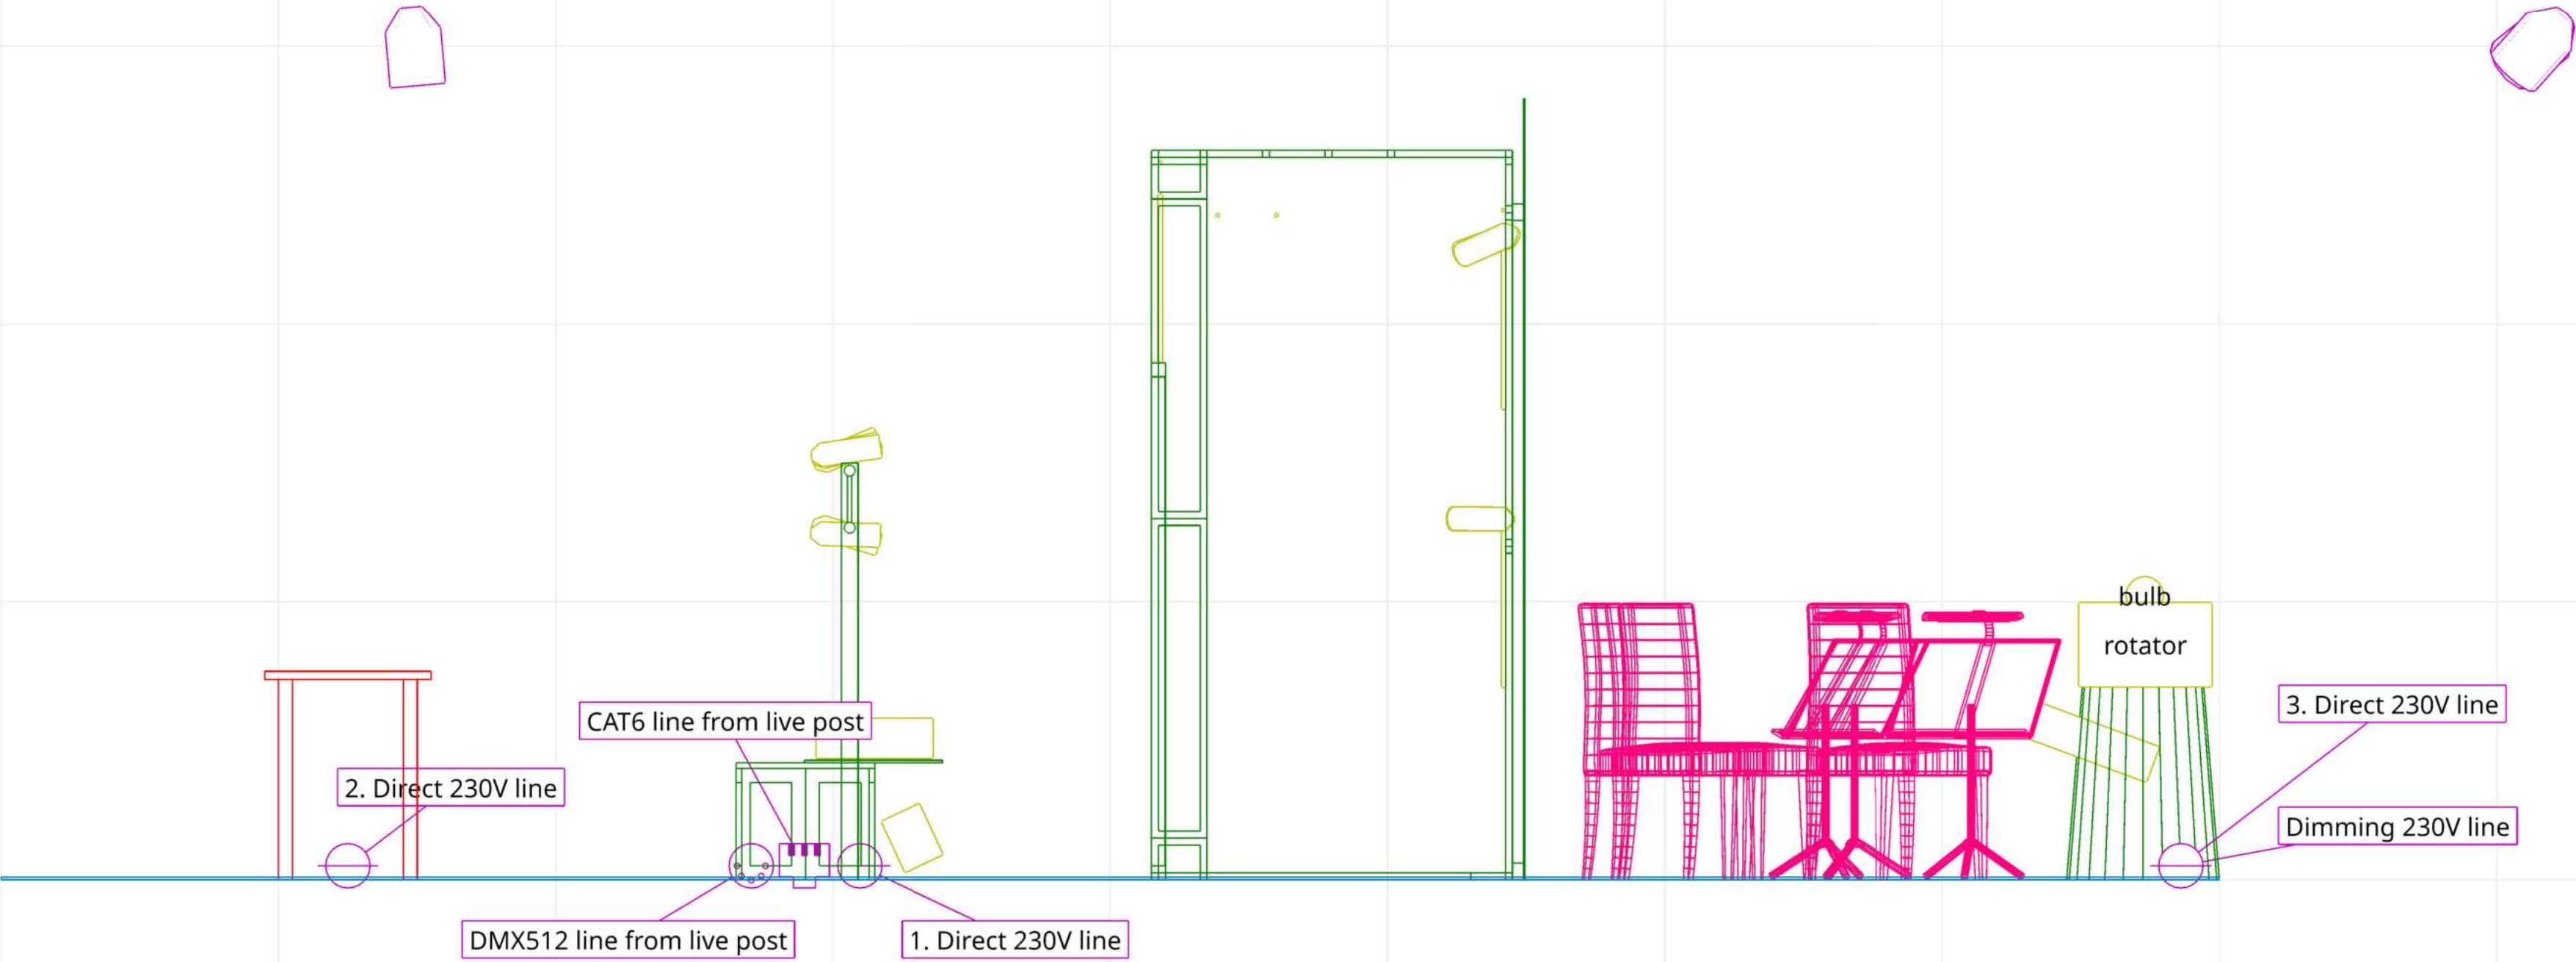 bulb
rotator
3. Direct 230V line
CAT6 line from live post
2. Direct 230V line
Dimming 230V line
DMX512 line from live post
1. Direct 230V line